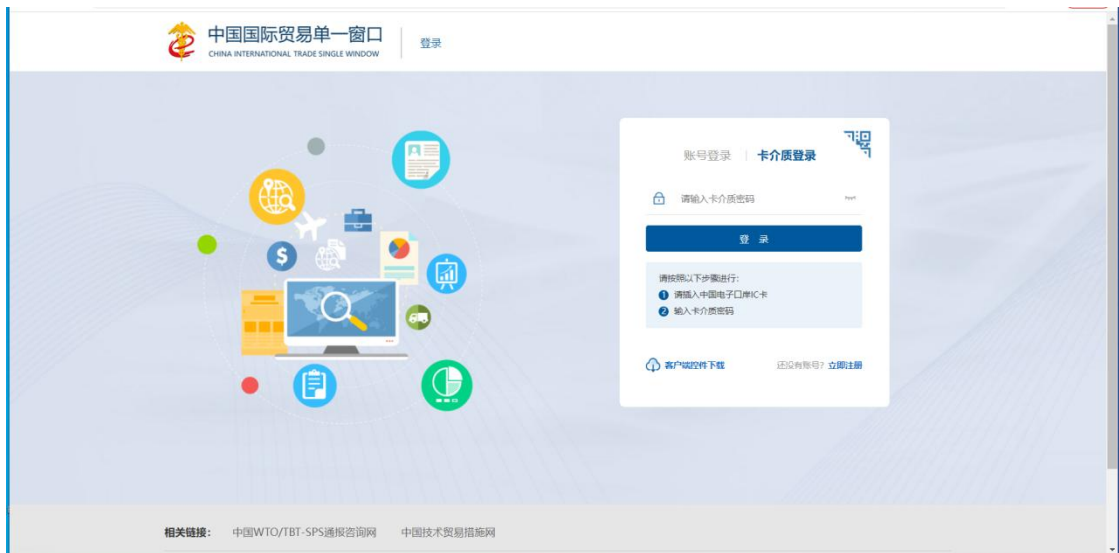 中国国际贸易单一窗口
CHINA INTERNATIONAL TRADE SINGLE WINDOW
登录
账号登录
卡介质登录
请输入卡介质密码
登 录
请按照以下步骤进行:
1 请插入中国电子口岸IC卡
2 输入卡介质密码
客户端控件下载
还没有账号? 立即注册
相关链接: 中国WTO/TBT-SPS通报咨询网 中国技术贸易措施网